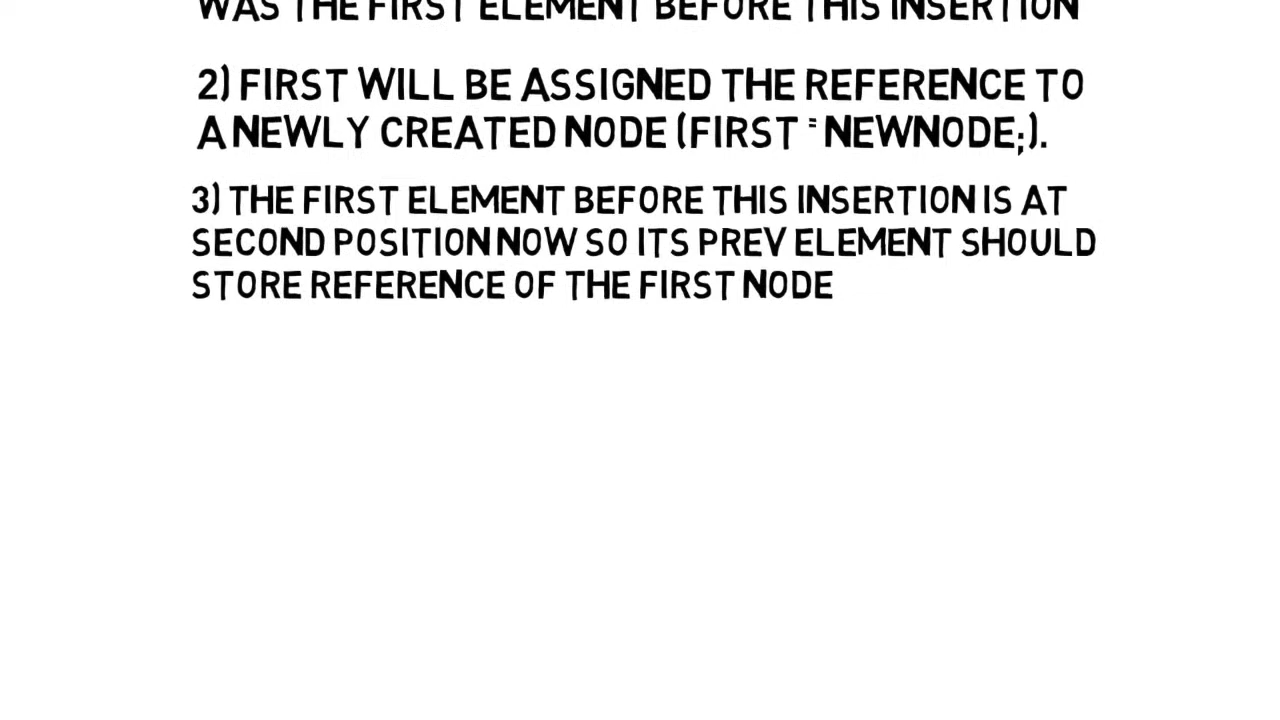 WAS THE FIRST ELEMENT BEFORE THIS INSERTION
2) FIRST WILL BE ASSIGNED THE REFERENCE TO
A NEWLY CREATED NODE (FIRST = NEWNODE;).
3) THE FIRST ELEMENT BEFORE THIS INSERTION IS AT
SECOND POSITION NOW SO ITS PREV ELEMENT SHOULD
STORE REFERENCE OF THE FIRST NODE